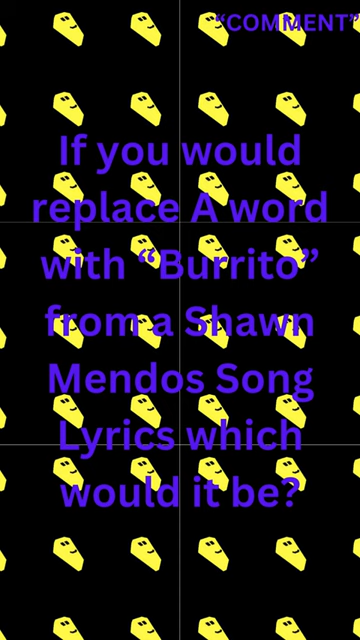 “COMMENT”
If you would
replace A word
with “Burrito”
from a Shawn
Mendos Song
Lyrics which
would it be?